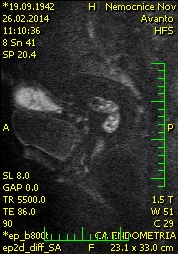 *19.09.1942 H Nemocnice Nov
26.02.2014 Avanto
11:10:36 HFS
8 Sn 41
SP 20.4
A P
SL 8.0
GAP 0.0
TR 5500.0 1.5 T
TE 86.0 W 51
90 C 29
*ep_b800t CA ENDOMETRIA
ep2d_diff_SA F 23.1 x 33.0 cm